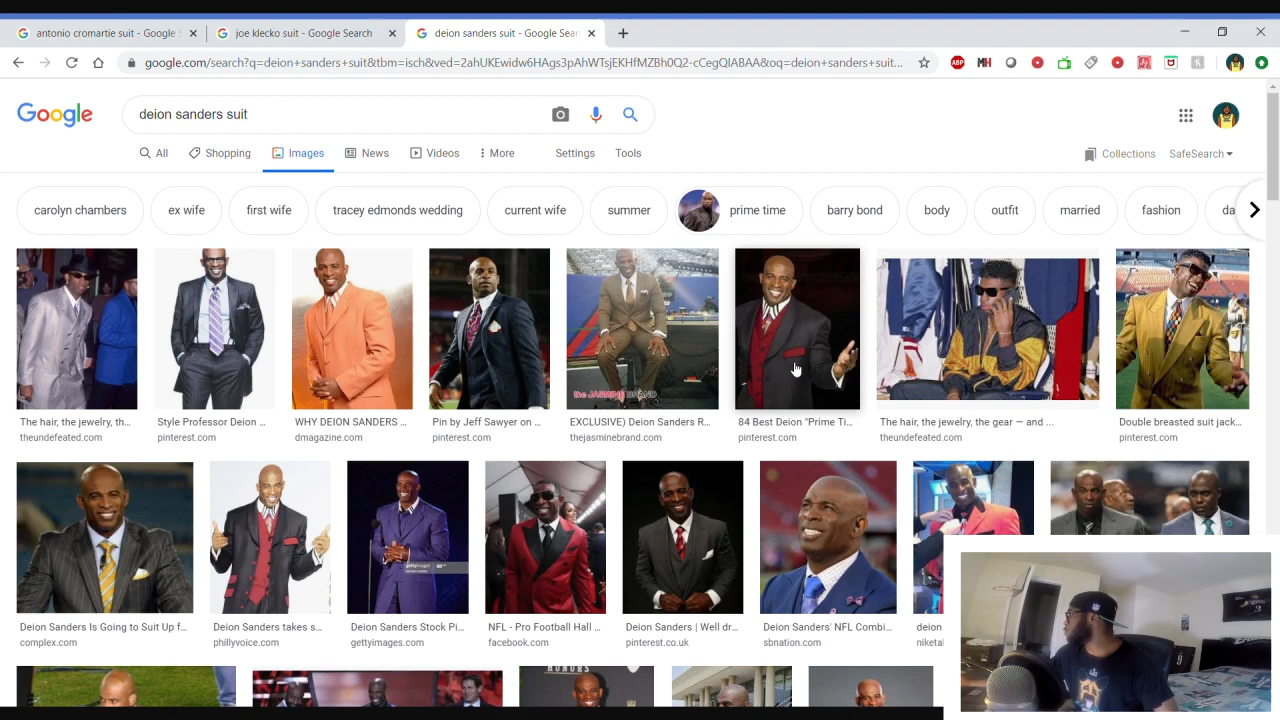 antonio cromartie suit - Google S
joe klecko suit - Google Search
deion sanders suit - Google Sear
google.com/search?q=deion+sanders+suit&tbm=isch&ved=2ahUKEwidw6HAgs3pAhWTsjEKHfMZBh0Q2-cCegQIABAA&oq=deion+sanders+suit...
ABP MH
Google
deion sanders suit
All Shopping Images News Videos More Settings Tools
Collections SafeSearch
carolyn chambers ex wife first wife tracey edmonds wedding current wife summer prime time barry bond body outfit married fashion da
the JASMINE BRAND
The hair, the jewelry, th... Style Professor Deion ... WHY DEION SANDERS ... Pin by Jeff Sawyer on ... EXCLUSIVE) Deion Sanders R... 84 Best Deion "Prime Ti... The hair, the jewelry, the gear — and ... Double breasted suit jack...
theundefeated.com pinterest.com dmagazine.com pinterest.com thejasminebrand.com pinterest.com theundefeated.com pinterest.com
gettyimages
Deion Sanders Is Going to Suit Up f... Deion Sanders takes s... Deion Sanders Stock Pi... NFL - Pro Football Hall ... Deion Sanders | Well dr... Deion Sanders' NFL Combi... deion
complex.com phillyvoice.com gettyimages.com facebook.com pinterest.co.uk sbnation.com niketal
HONORS